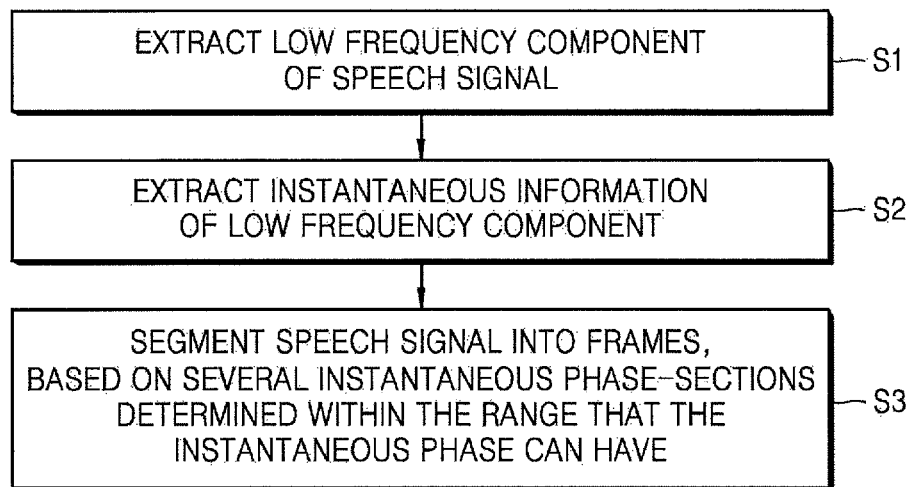 EXTRACT LOW FREQUENCY COMPONENT
OF SPEECH SIGNAL
S1
EXTRACT INSTANTANEOUS INFORMATION
OF LOW FREQUENCY COMPONENT
S2
SEGMENT SPEECH SIGNAL INTO FRAMES,
BASED ON SEVERAL INSTANTANEOUS PHASE-SECTIONS
DETERMINED WITHIN THE RANGE THAT THE
INSTANTANEOUS PHASE CAN HAVE
S3